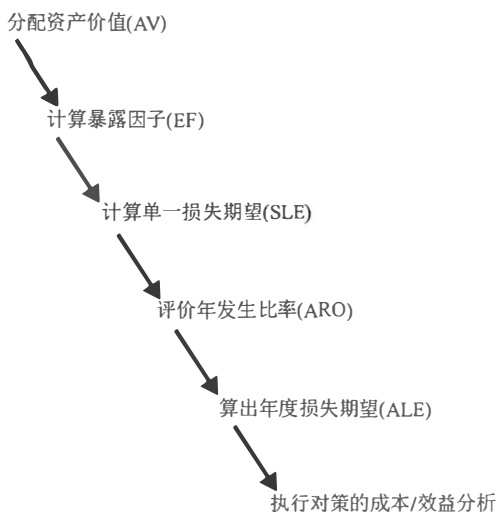 分配资产价值(AV)
计算暴露因子(EF)
计算单一损失期望(SLE)
评价年发生比率(ARO)
算出年度损失期望(ALE)
执行对策的成本/效益分析